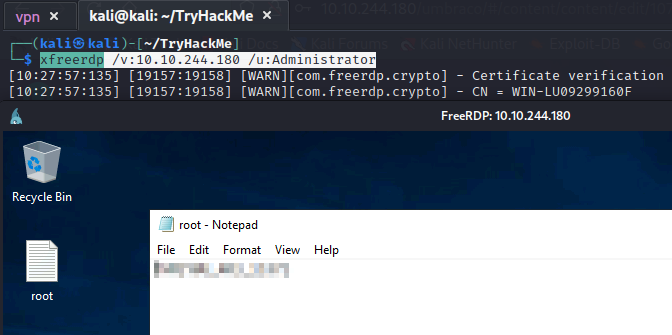 vpn × kali@kali: ~/TryHackMe ×
┌──(kali㉿kali)-[~/TryHackMe]
└─$ xfreerdp /v:10.10.244.180 /u:Administrator
[10:27:57:135] [19157:19158] [WARN][com.freerdp.crypto] - Certificate verification
[10:27:57:135] [19157:19158] [WARN][com.freerdp.crypto] - CN = WIN-LU09299160F
FreeRDP: 10.10.244.180
Recycle Bin
root - Notepad
File Edit Format View Help
root